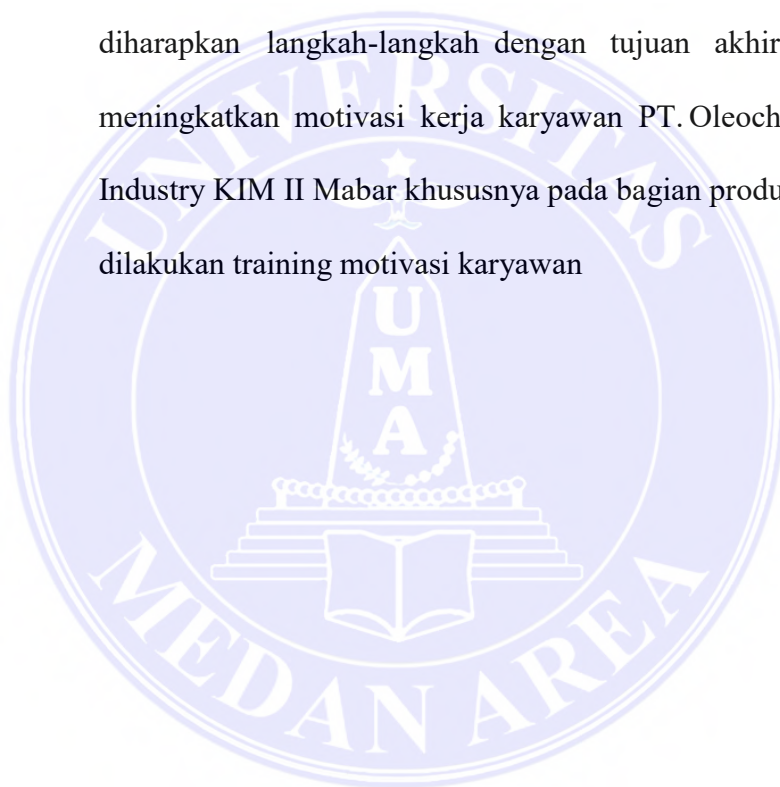 diharapkan langkah-langkah dengan tujuan akhir
meningkatkan motivasi kerja karyawan PT. Oleoch
Industry KIM II Mabar khususnya pada bagian produ
dilakukan training motivasi karyawan
UNIVERSITAS
UMA
MEDAN AREA